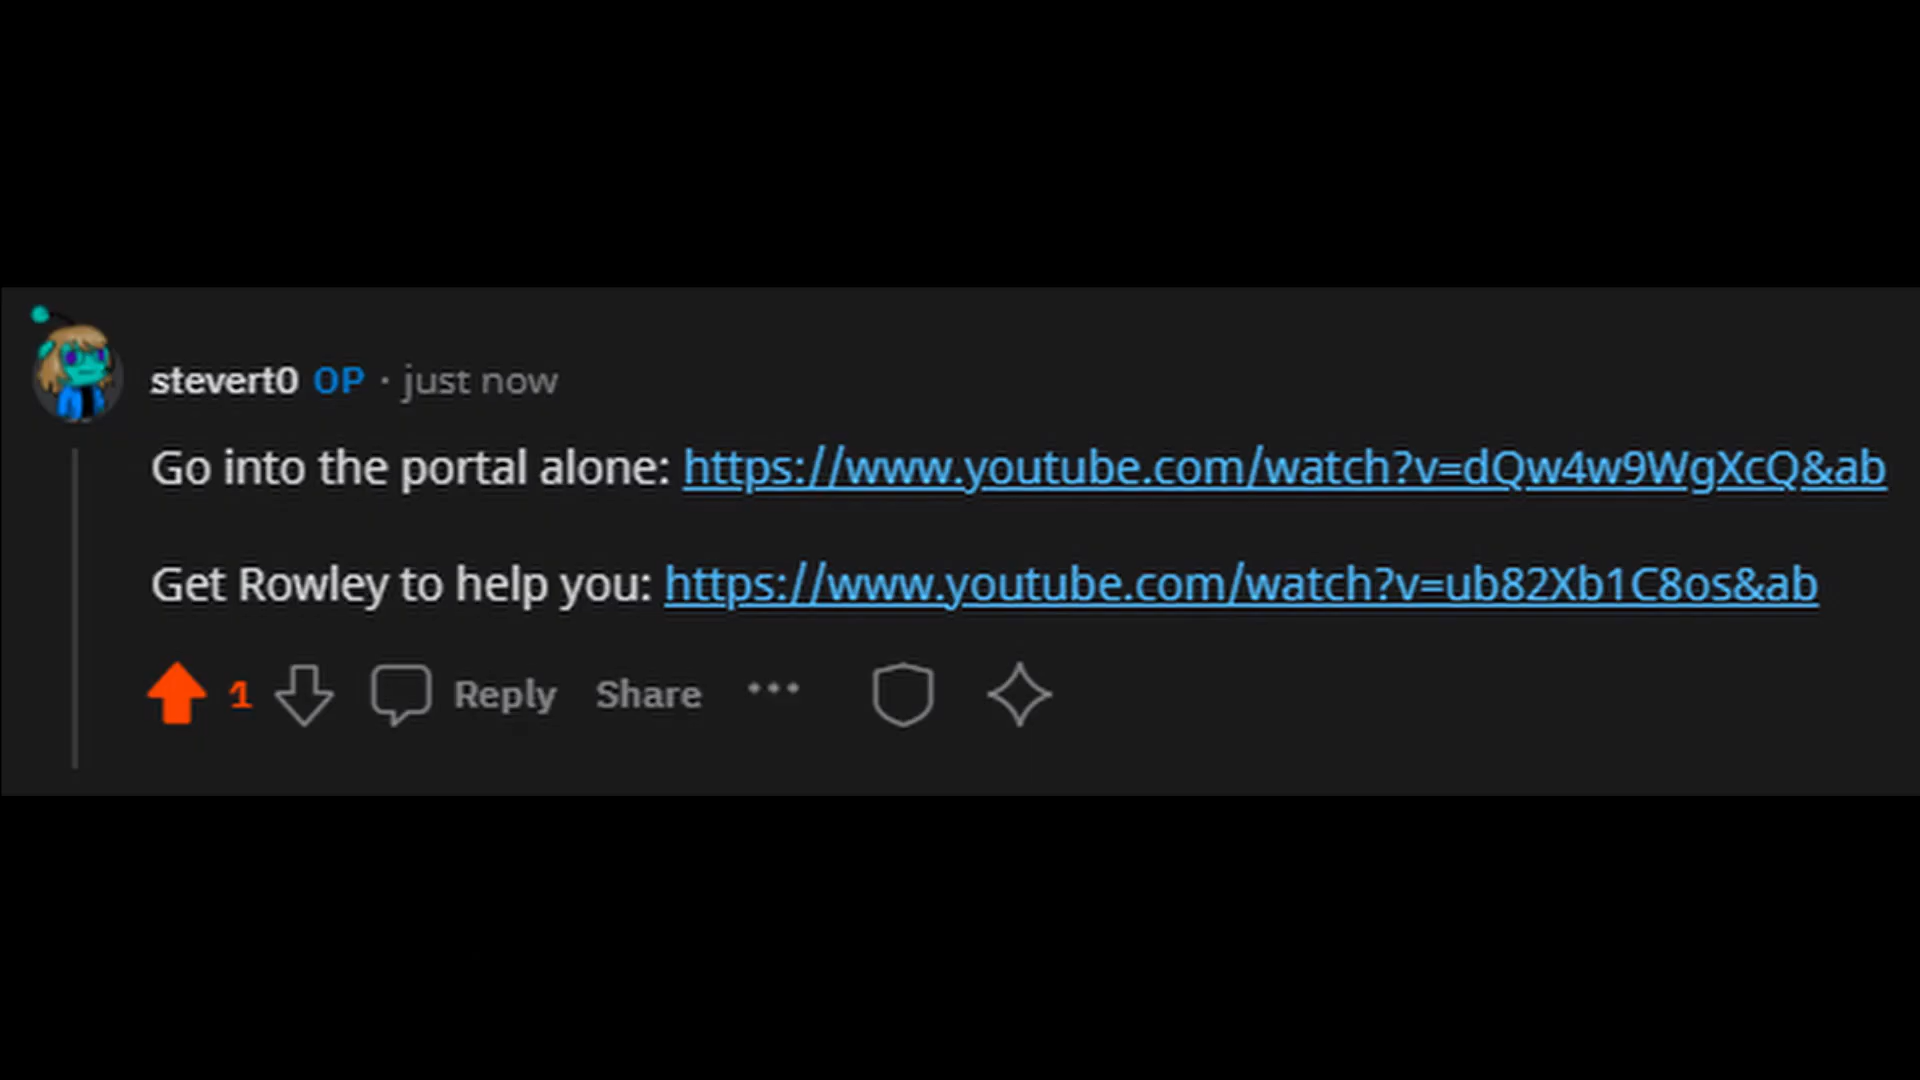 stevert0 OP · just now
Go into the portal alone: https://www.youtube.com/watch?v=dQw4w9WgXcQ&ab
Get Rowley to help you: https://www.youtube.com/watch?v=ub82Xb1C8os&ab
1 Reply Share ···